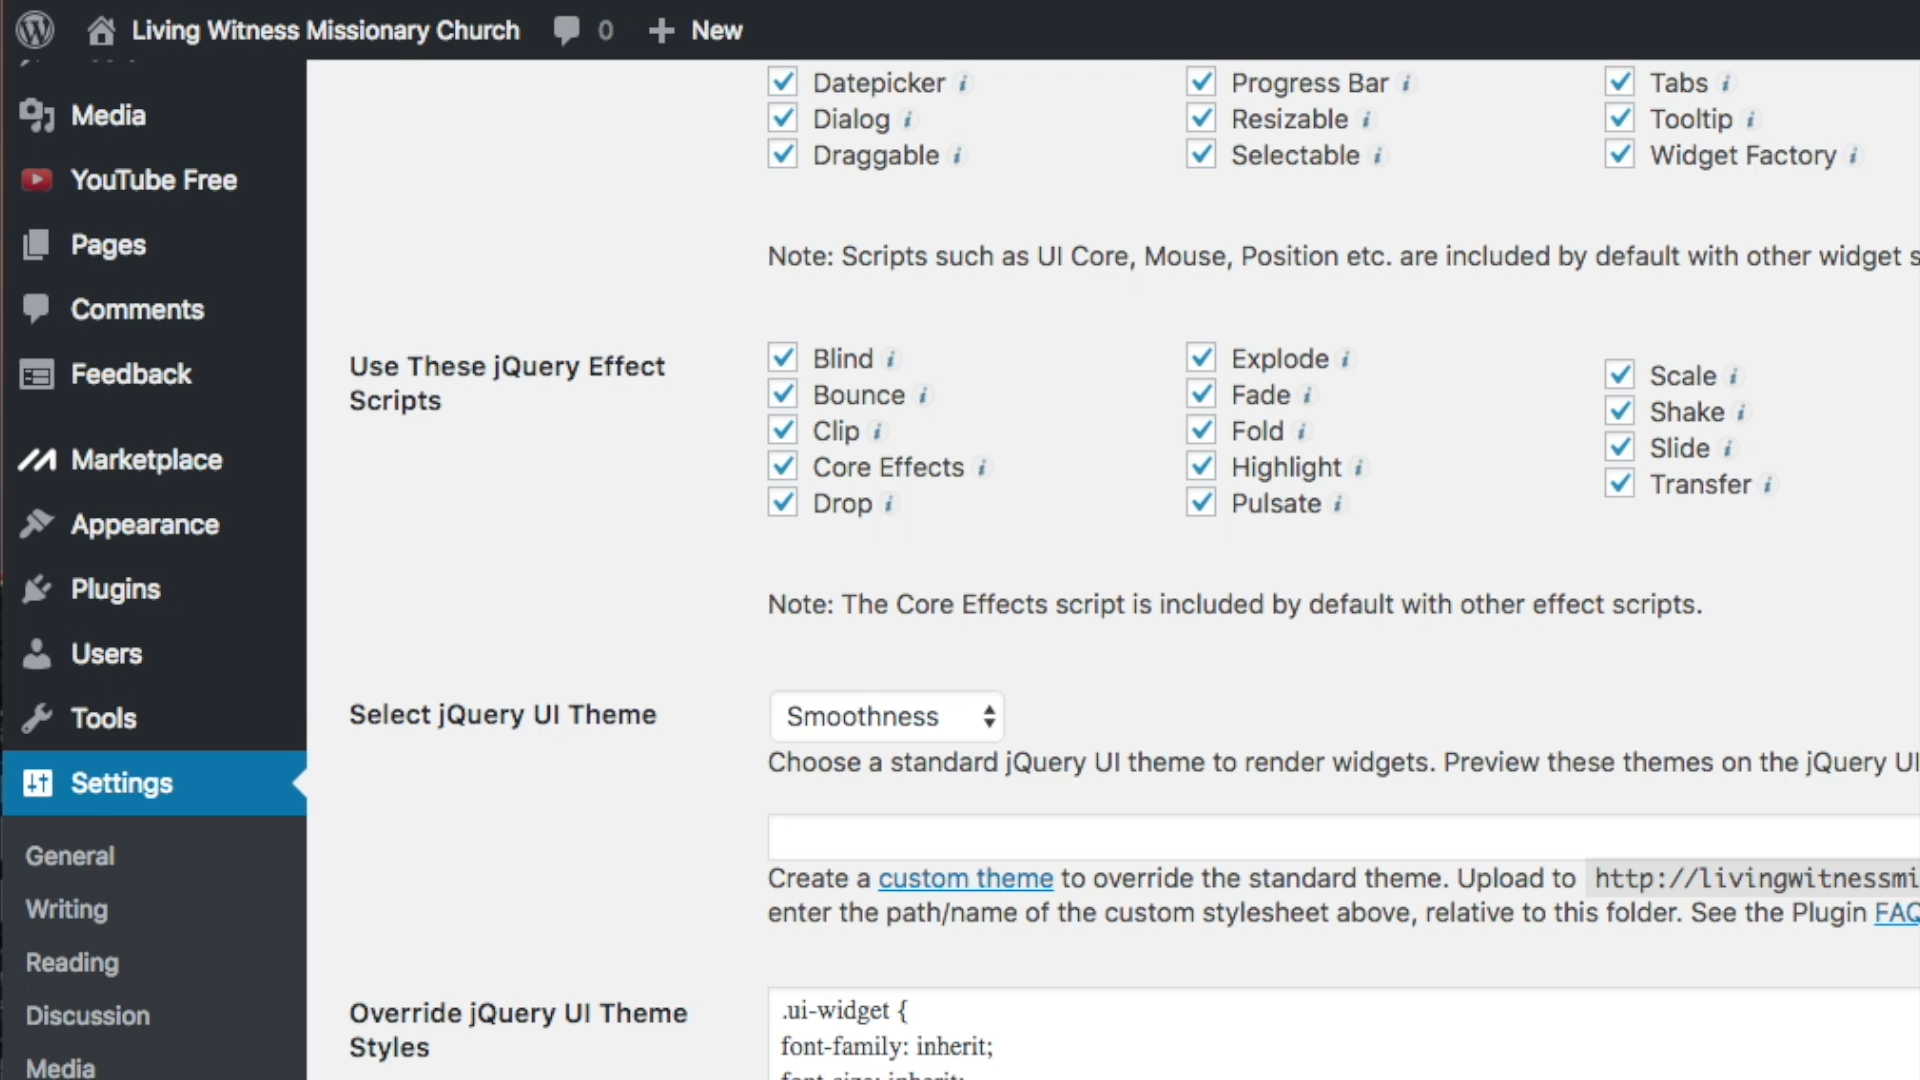 Living Witness Missionary Church 0 New
Media
YouTube Free
Pages
Comments
Feedback
Marketplace
Appearance
Plugins
Users
Tools
Settings
General
Writing
Reading
Discussion
Media
Datepicker i Progress Bar i Tabs i
Dialog i Resizable i Tooltip i
Draggable i Selectable i Widget Factory i
Note: Scripts such as UI Core, Mouse, Position etc. are included by default with other widget s
Use These jQuery Effect
Scripts
Blind i
Bounce i
Clip i
Core Effects i
Drop i
Explode i
Fade i
Fold i
Highlight i
Pulsate i
Scale i
Shake i
Slide i
Transfer i
Note: The Core Effects script is included by default with other effect scripts.
Select jQuery UI Theme
Smoothness
Choose a standard jQuery UI theme to render widgets. Preview these themes on the jQuery UI
Create a custom theme to override the standard theme. Upload to http://livingwitnessmi
enter the path/name of the custom stylesheet above, relative to this folder. See the Plugin FAQ
Override jQuery UI Theme
Styles
.ui-widget {
font-family: inherit;
font-size: inherit;